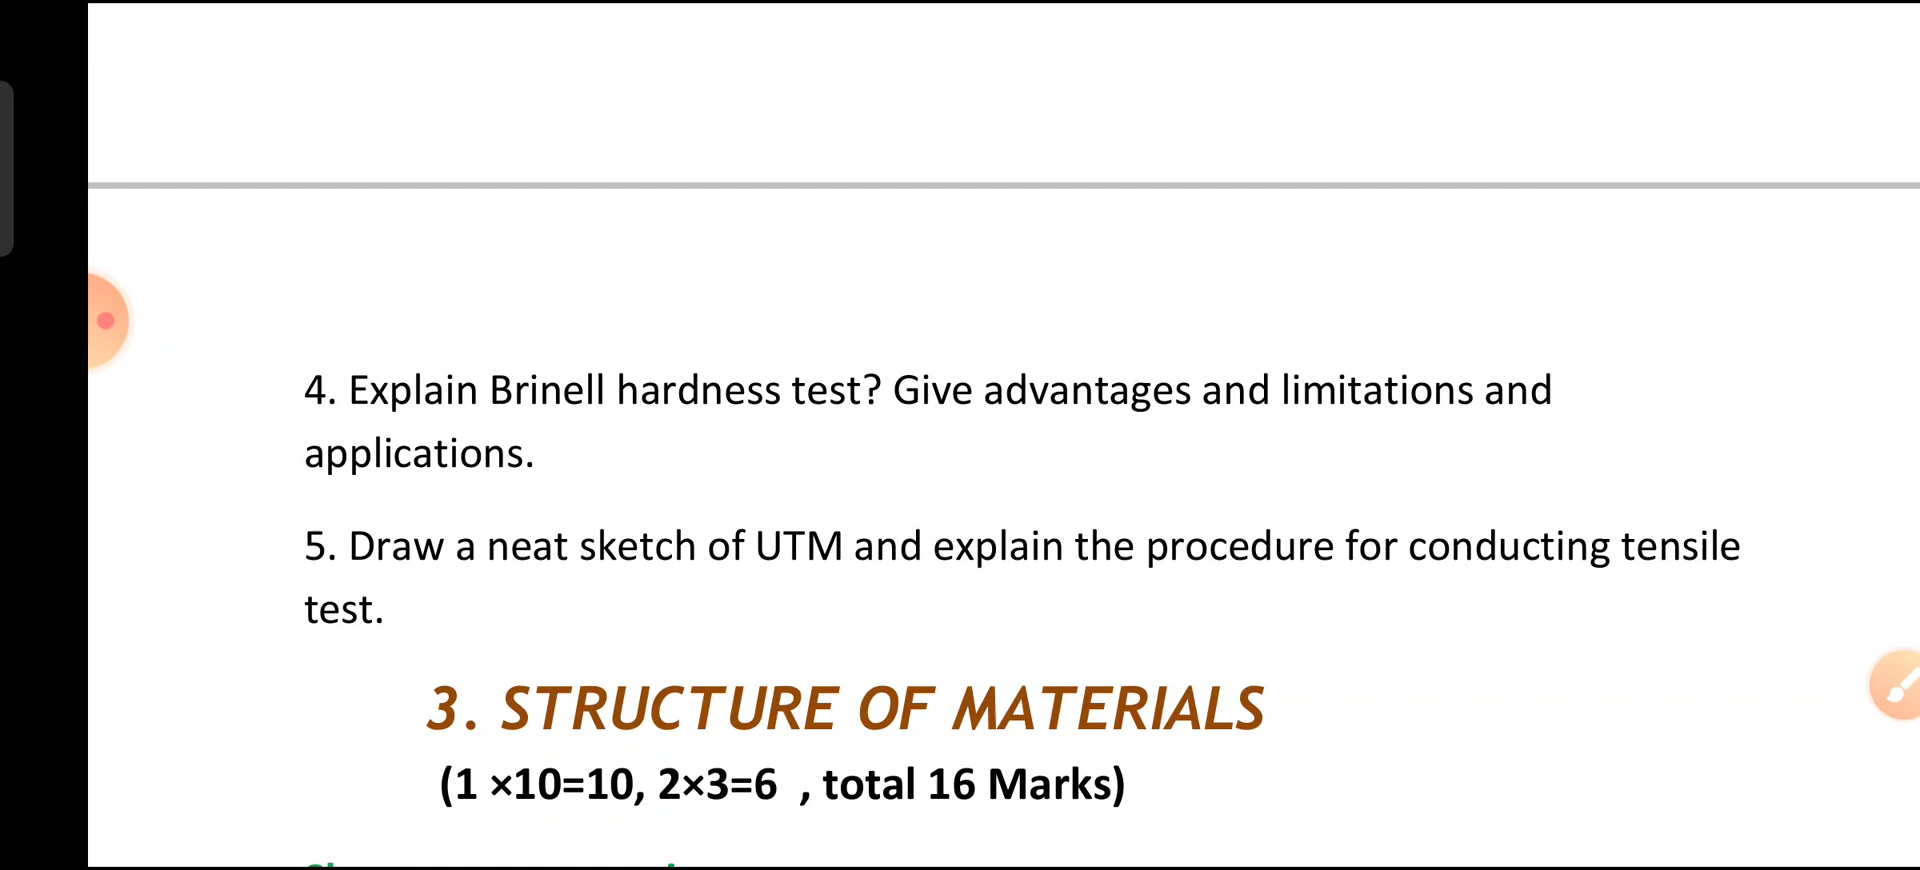 4. Explain Brinell hardness test? Give advantages and limitations and
applications.
5. Draw a neat sketch of UTM and explain the procedure for conducting tensile
test.
3. STRUCTURE OF MATERIALS
(1 ×10=10, 2×3=6 , total 16 Marks)